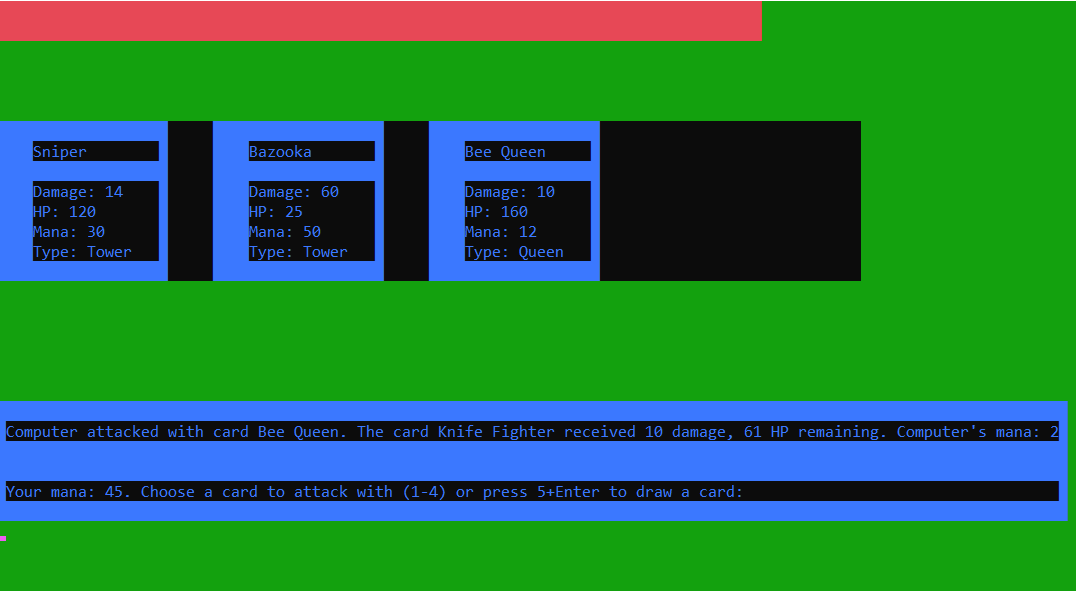 Sniper
Damage: 14
HP: 120
Mana: 30
Type: Tower
Bazooka
Damage: 60
HP: 25
Mana: 50
Type: Tower
Bee Queen
Damage: 10
HP: 160
Mana: 12
Type: Queen
Computer attacked with card Bee Queen. The card Knife Fighter received 10 damage, 61 HP remaining. Computer's mana: 2
Your mana: 45. Choose a card to attack with (1-4) or press 5+Enter to draw a card: